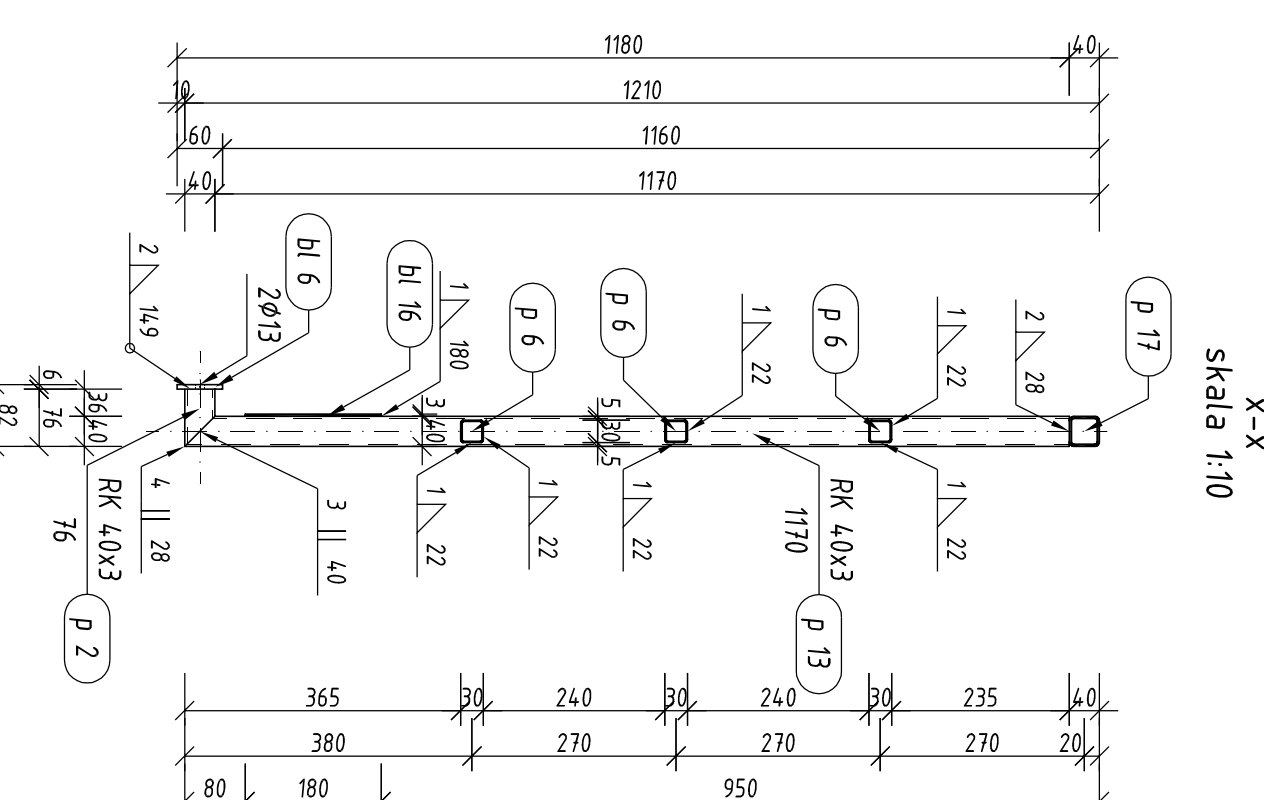 1180 40
10 1210
60 1160
40 1170
x-x
skala 1:10
2 149
2Ø13
bl 6
bl 16
1 180
p 6
p 6
1 22
p 6
1 22
2 28
p 17
6
76
82
36
40
3
40
5
30
5
RK 40x3
76
p 2
4 28
3 40
1 22
1 22
1 22
RK 40x3
1170
p 13
1 22
365 30 240 30 240 30 235 40
380 270 270 270 20
80 180 950